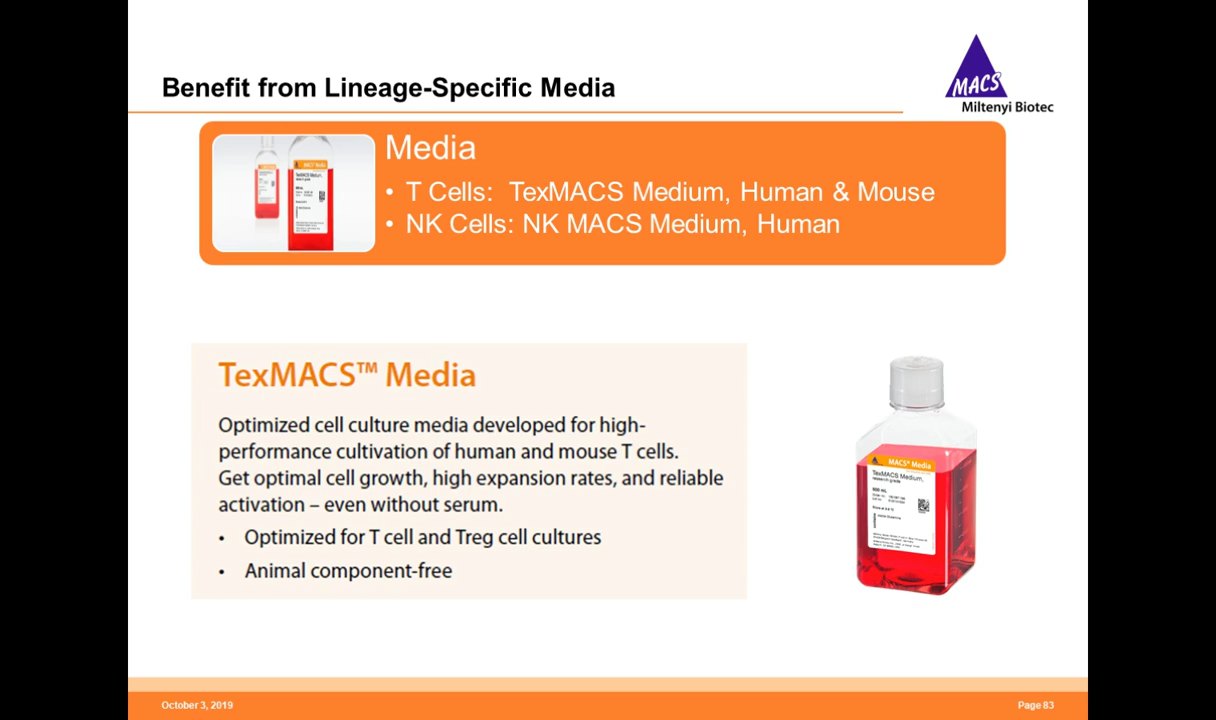 Benefit from Lineage-Specific Media
MACS
Miltenyi Biotec
Media
• T Cells: TexMACS Medium, Human & Mouse
• NK Cells: NK MACS Medium, Human
TexMACS™ Media
Optimized cell culture media developed for high-
performance cultivation of human and mouse T cells.
Get optimal cell growth, high expansion rates, and reliable
activation – even without serum.
• Optimized for T cell and Treg cell cultures
• Animal component-free
MACS® Media
TexMACS Medium,
research grade
500 mL
October 3, 2019
Page 83